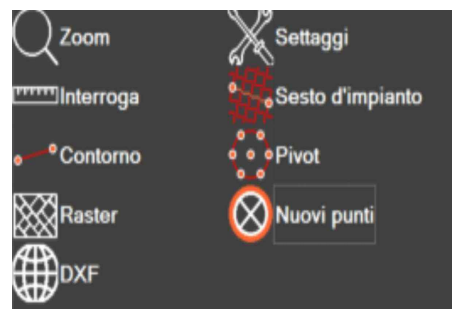 Zoom
Settaggi
Interroga
Sesto d'impianto
Contorno
Pivot
Raster
Nuovi punti
DXF